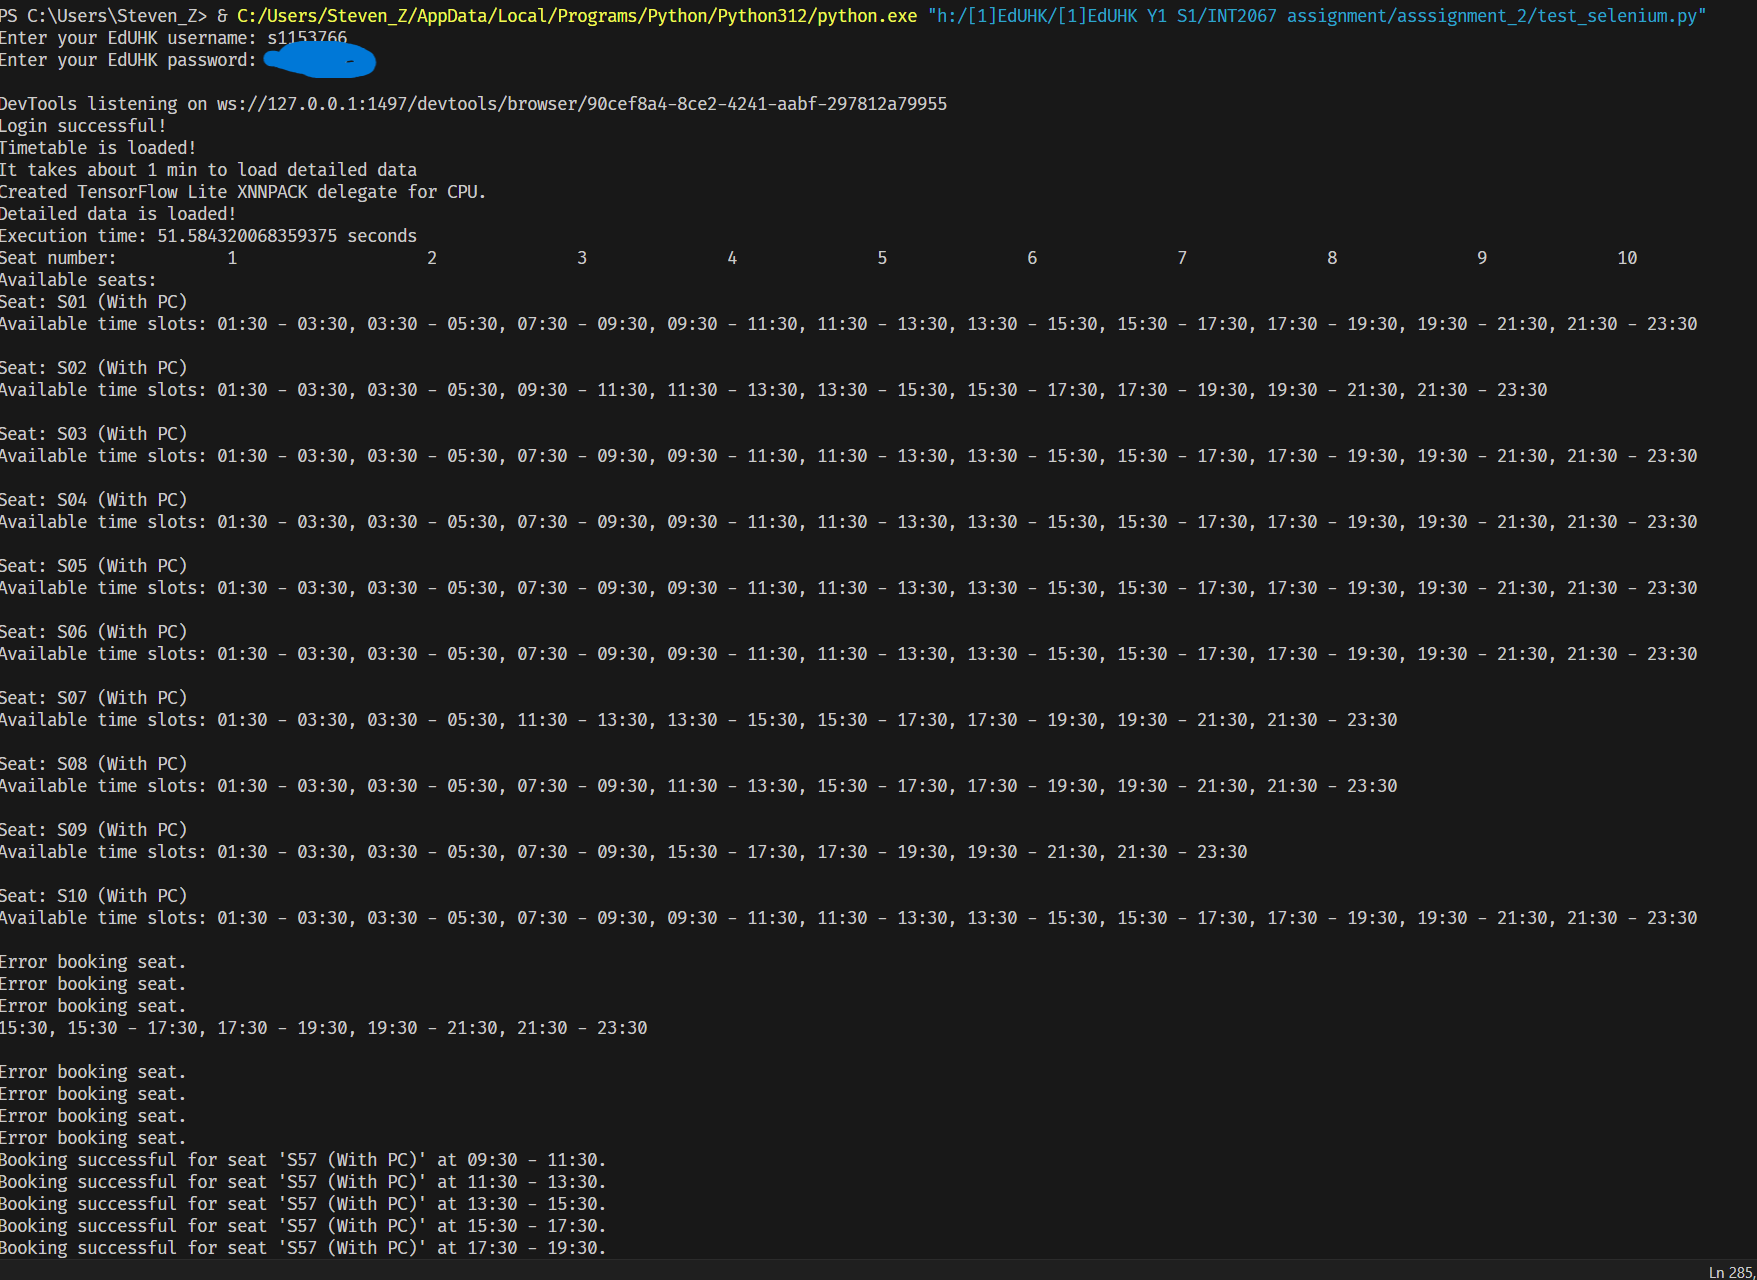 PS C:\Users\Steven_Z> & C:/Users/Steven_Z/AppData/Local/Programs/Python/Python312/python.exe "h:/[1]EdUHK/[1]EdUHK Y1 S1/INT2067 assignment/asssignment_2/test_selenium.py"
Enter your EdUHK username: s1153766
Enter your EdUHK password:
DevTools listening on ws://127.0.0.1:1497/devtools/browser/90cef8a4-8ce2-4241-aabf-297812a79955
Login successful!
Timetable is loaded!
It takes about 1 min to load detailed data
Created TensorFlow Lite XNNPACK delegate for CPU.
Detailed data is loaded!
Execution time: 51.584320068359375 seconds
Seat number: 1 2 3 4 5 6 7 8 9 10
Available seats:
Seat: S01 (With PC)
Available time slots: 01:30 - 03:30, 03:30 - 05:30, 07:30 - 09:30, 09:30 - 11:30, 11:30 - 13:30, 13:30 - 15:30, 15:30 - 17:30, 17:30 - 19:30, 19:30 - 21:30, 21:30 - 23:30
Seat: S02 (With PC)
Available time slots: 01:30 - 03:30, 03:30 - 05:30, 09:30 - 11:30, 11:30 - 13:30, 13:30 - 15:30, 15:30 - 17:30, 17:30 - 19:30, 19:30 - 21:30, 21:30 - 23:30
Seat: S03 (With PC)
Available time slots: 01:30 - 03:30, 03:30 - 05:30, 07:30 - 09:30, 09:30 - 11:30, 11:30 - 13:30, 13:30 - 15:30, 15:30 - 17:30, 17:30 - 19:30, 19:30 - 21:30, 21:30 - 23:30
Seat: S04 (With PC)
Available time slots: 01:30 - 03:30, 03:30 - 05:30, 07:30 - 09:30, 09:30 - 11:30, 11:30 - 13:30, 13:30 - 15:30, 15:30 - 17:30, 17:30 - 19:30, 19:30 - 21:30, 21:30 - 23:30
Seat: S05 (With PC)
Available time slots: 01:30 - 03:30, 03:30 - 05:30, 07:30 - 09:30, 09:30 - 11:30, 11:30 - 13:30, 13:30 - 15:30, 15:30 - 17:30, 17:30 - 19:30, 19:30 - 21:30, 21:30 - 23:30
Seat: S06 (With PC)
Available time slots: 01:30 - 03:30, 03:30 - 05:30, 07:30 - 09:30, 09:30 - 11:30, 11:30 - 13:30, 13:30 - 15:30, 15:30 - 17:30, 17:30 - 19:30, 19:30 - 21:30, 21:30 - 23:30
Seat: S07 (With PC)
Available time slots: 01:30 - 03:30, 03:30 - 05:30, 11:30 - 13:30, 13:30 - 15:30, 15:30 - 17:30, 17:30 - 19:30, 19:30 - 21:30, 21:30 - 23:30
Seat: S08 (With PC)
Available time slots: 01:30 - 03:30, 03:30 - 05:30, 07:30 - 09:30, 11:30 - 13:30, 15:30 - 17:30, 17:30 - 19:30, 19:30 - 21:30, 21:30 - 23:30
Seat: S09 (With PC)
Available time slots: 01:30 - 03:30, 03:30 - 05:30, 07:30 - 09:30, 15:30 - 17:30, 17:30 - 19:30, 19:30 - 21:30, 21:30 - 23:30
Seat: S10 (With PC)
Available time slots: 01:30 - 03:30, 03:30 - 05:30, 07:30 - 09:30, 09:30 - 11:30, 11:30 - 13:30, 13:30 - 15:30, 15:30 - 17:30, 17:30 - 19:30, 19:30 - 21:30, 21:30 - 23:30
Error booking seat.
Error booking seat.
Error booking seat.
15:30, 15:30 - 17:30, 17:30 - 19:30, 19:30 - 21:30, 21:30 - 23:30
Error booking seat.
Error booking seat.
Error booking seat.
Error booking seat.
Booking successful for seat 'S57 (With PC)' at 09:30 - 11:30.
Booking successful for seat 'S57 (With PC)' at 11:30 - 13:30.
Booking successful for seat 'S57 (With PC)' at 13:30 - 15:30.
Booking successful for seat 'S57 (With PC)' at 15:30 - 17:30.
Booking successful for seat 'S57 (With PC)' at 17:30 - 19:30.
Ln 285,